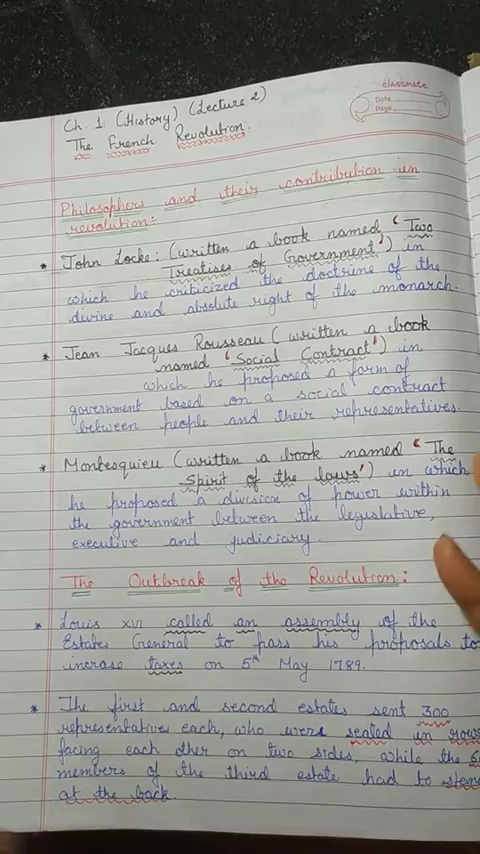 classmate
Date
Page
Ch. 1 (History) (Lecture 2)
The French Revolution.
Philosophers and their contribution in
revolution:
* John Locke: (written a book named 'Two
Treatises of Government') in
which he criticized the doctrine of the
divine and absolute right of the monarch.
* Jean Jacques Rousseau (written a book
named 'Social Contract') in
which he proposed a form of
government based on a social contract
between people and their representatives.
* Montesquieu (written a book named "The
Spirit of the laws') in which
he proposed a division of power within
the government between the legislative,
executive and judiciary.
The Outbreak of the Revolution:
* Louis XVI called an assembly of the
Estates General to pass his proposals to
increase taxes on 5th May 1789.
* The first and second estates sent 300
representatives each, who were seated in rows
facing each other on two sides, while the
members of the third estate had to
at the back.